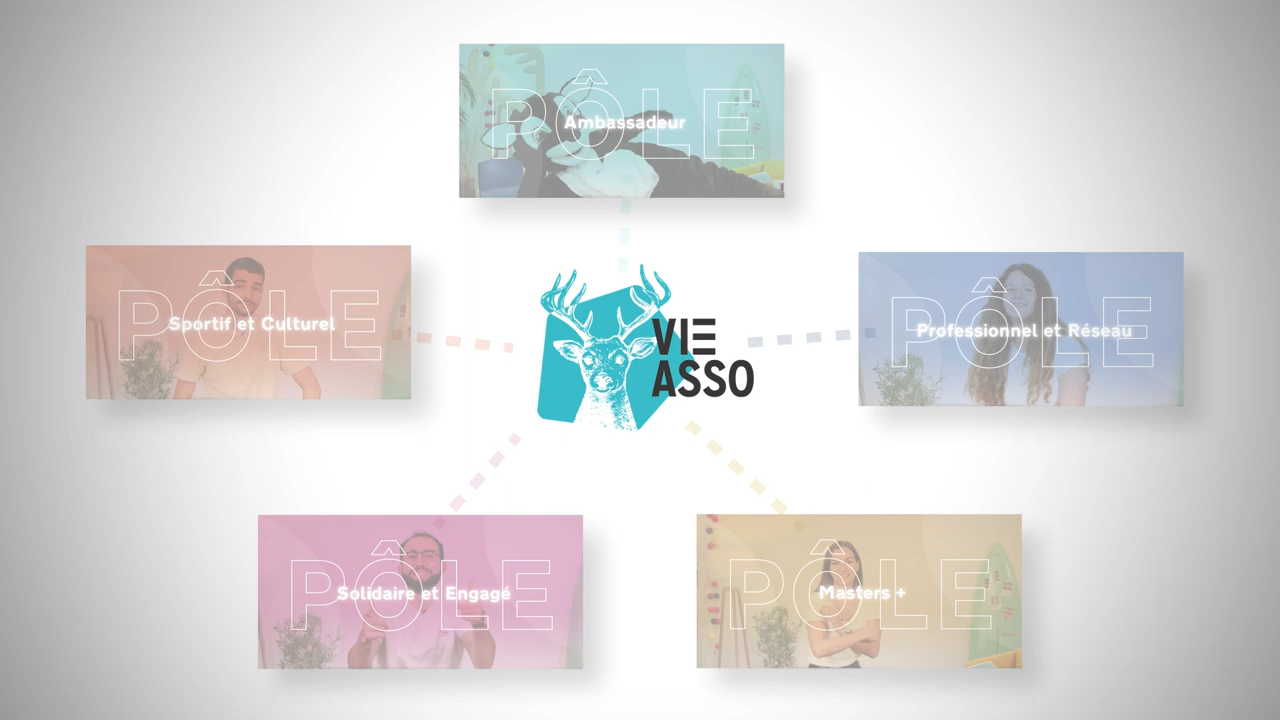 PÔLE
Ambassadeur
PÔLE
Sportif et Culturel
VIE
ASSO
PÔLE
Professionnel et Réseau
PÔLE
Solidaire et Engagé
PÔLE
Masters +